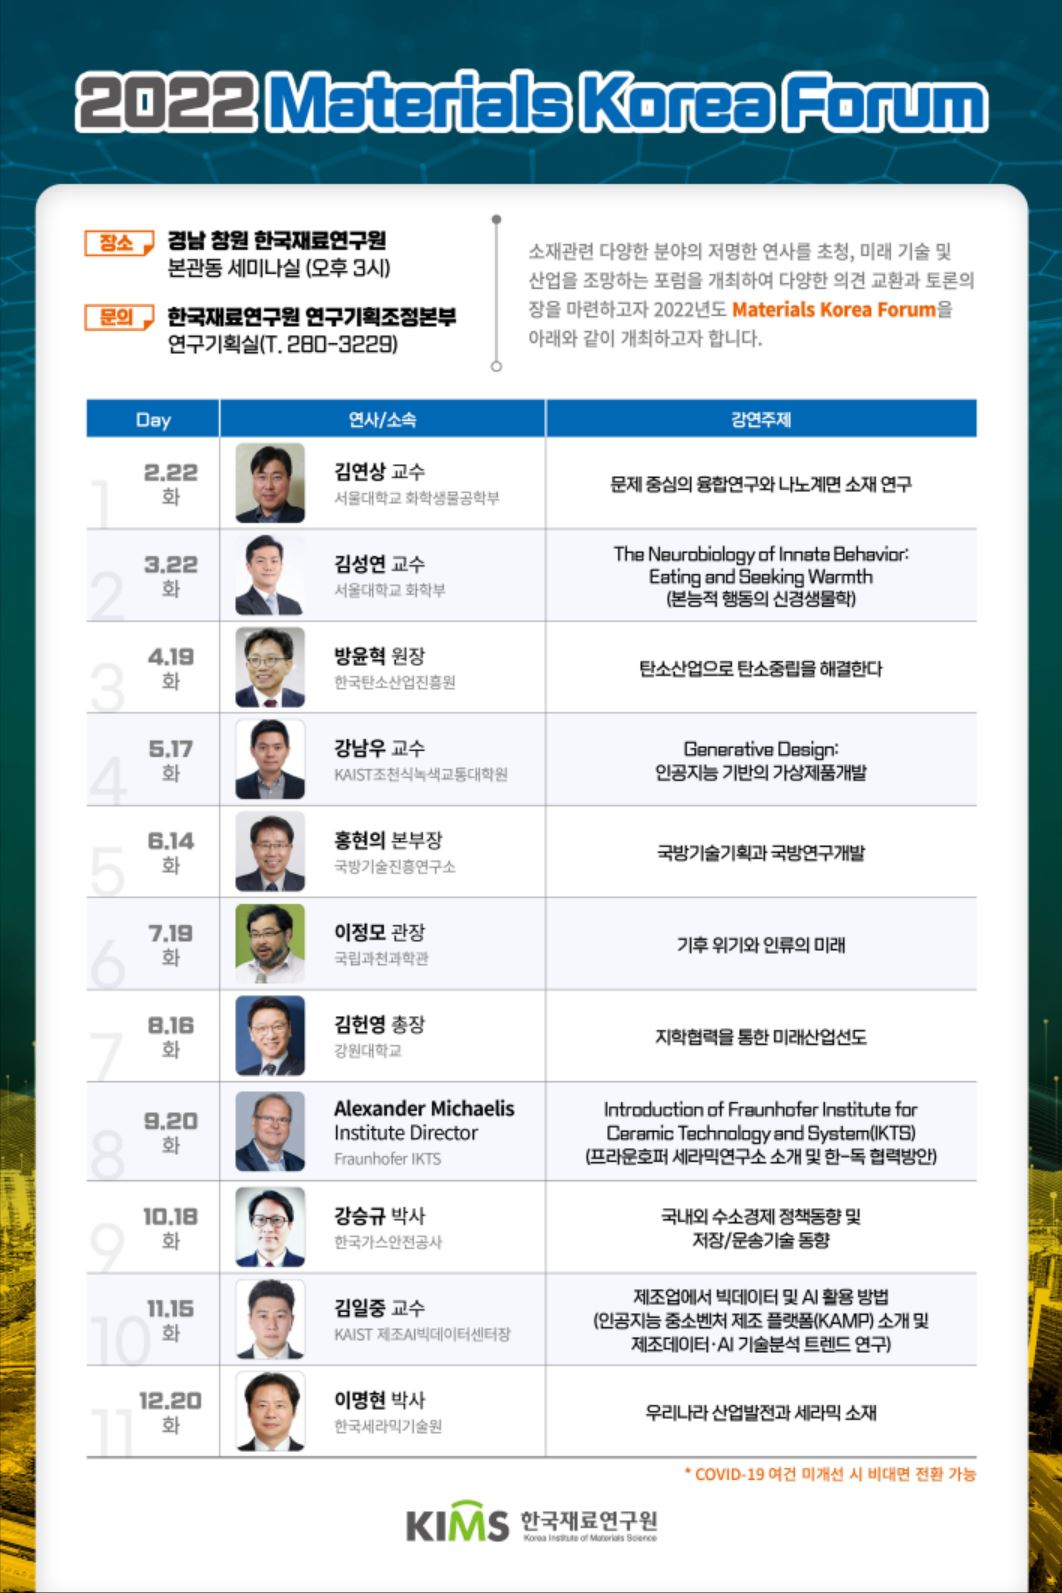 2022 Materials Korea Forum
장소
경남 창원 한국재료연구원
본관동 세미나실 (오후 3시)
문의
한국재료연구원 연구기획조정본부
연구기획실(T. 280-3229)
소재관련 다양한 분야의 저명한 연사를 초청, 미래 기술 및
산업을 조망하는 포럼을 개최하여 다양한 의견 교환과 토론의
장을 마련하고자 2022년도 Materials Korea Forum을
아래와 같이 개최하고자 합니다.
Day
연사/소속
강연주제
1
2.22
화
김연상 교수
서울대학교 화학생물공학부
문제 중심의 융합연구와 나노계면 소재 연구
2
3.22
화
김성연 교수
서울대학교 화학부
The Neurobiology of Innate Behavior:
Eating and Seeking Warmth
(본능적 행동의 신경생물학)
3
4.19
화
방윤혁 원장
한국탄소산업진흥원
탄소산업으로 탄소중립을 해결한다
4
5.17
화
강남우 교수
KAIST조천식녹색교통대학원
Generative Design:
인공지능 기반의 가상제품개발
5
6.14
화
홍현의 본부장
국방기술진흥연구소
국방기술기획과 국방연구개발
6
7.19
화
이정모 관장
국립과천과학관
기후 위기와 인류의 미래
7
8.16
화
김헌영 총장
강원대학교
지학협력을 통한 미래산업선도
8
9.20
화
Alexander Michaelis
Institute Director
Fraunhofer IKTS
Introduction of Fraunhofer Institute for
Ceramic Technology and System(IKTS)
(프라운호퍼 세라믹연구소 소개 및 한-독 협력방안)
9
10.18
화
강승규 박사
한국가스안전공사
국내외 수소경제 정책동향 및
저장/운송기술 동향
10
11.15
화
김일중 교수
KAIST 제조AI빅데이터센터장
제조업에서 빅데이터 및 AI 활용 방법
(인공지능 중소벤처 제조 플랫폼(KAMP) 소개 및
제조데이터·AI 기술분석 트렌드 연구)
11
12.20
화
이명현 박사
한국세라믹기술원
우리나라 산업발전과 세라믹 소재
* COVID-19 여건 미개선 시 비대면 전환 가능
KIMS 한국재료연구원
Korea Institute of Materials Science